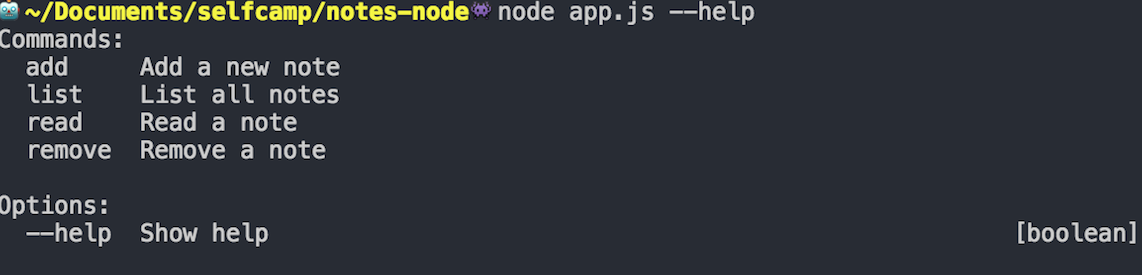 ~/Documents/selfcamp/notes-node node app.js --help
Commands:
  add     Add a new note
  list    List all notes
  read    Read a note
  remove  Remove a note

Options:
  --help  Show help [boolean]